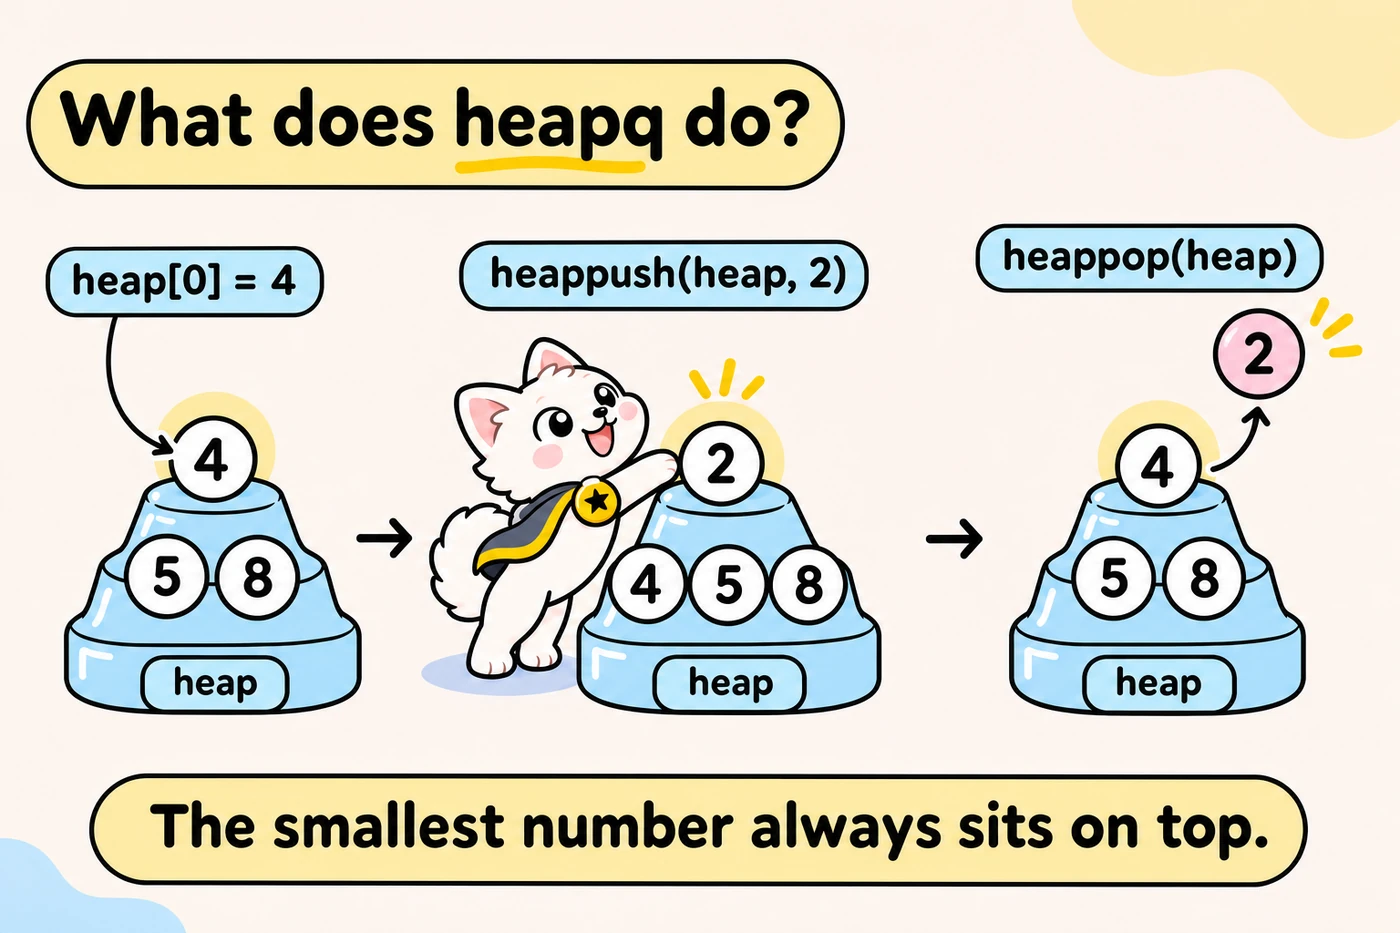 What does heapq do?
heap[0] = 4
heappush(heap, 2)
heappop(heap)
2
4
2
4
5 8
4 5 8
5 8
heap
heap
heap
The smallest number always sits on top.